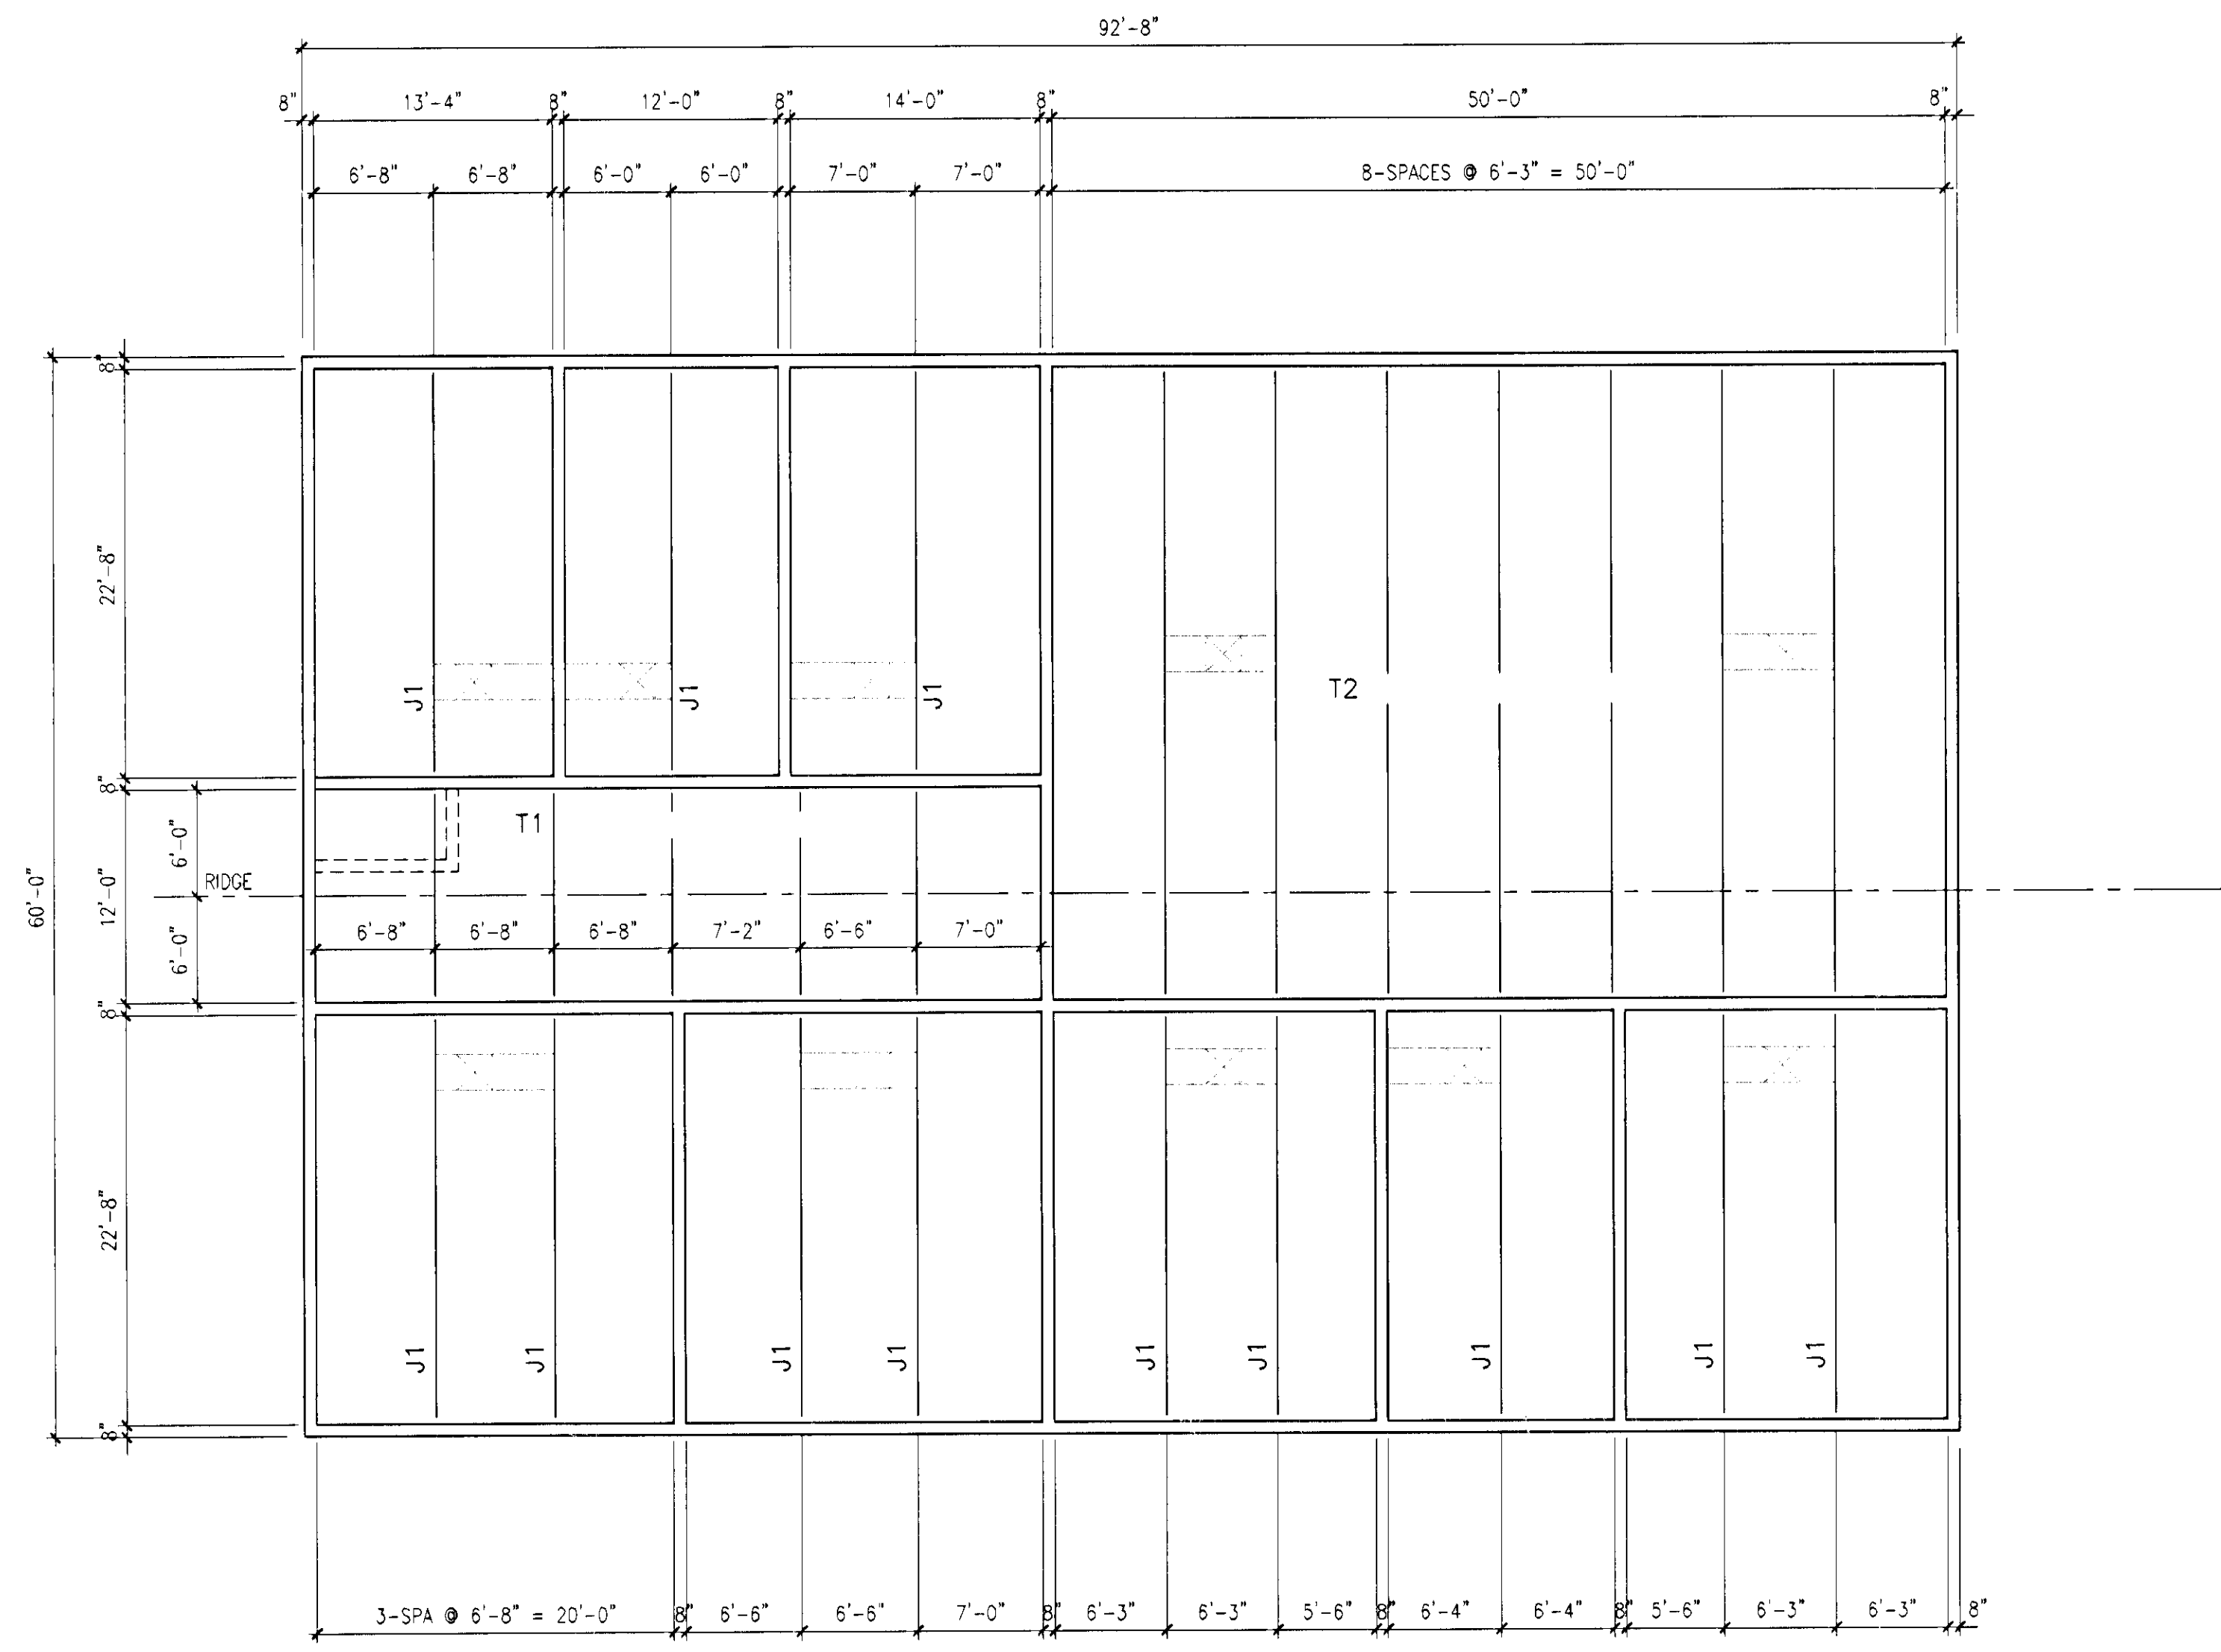 92'-8"
8" 13'-4" 8" 12'-0" 8" 14'-0" 8" 50'-0" 8"
6'-8" 6'-8" 6'-0" 6'-0" 7'-0" 7'-0" 8-SPACES @ 6'-3" = 50'-0"
8"
22'-8"
J1 J1 J1 T2
8"
T1
6'-0"
60'-0" 12'-0" RIDGE
6'-8" 6'-8" 6'-8" 7'-2" 6'-6" 7'-0"
6'-0"
8"
22'-8"
J1 J1 J1 J1 J1 J1 J1 J1 J1
8"
3-SPA @ 6'-8" = 20'-0" 8" 6'-6" 6'-6" 7'-0" 8" 6'-3" 6'-3" 5'-6" 8" 6'-4" 6'-4" 8" 5'-6" 6'-3" 6'-3" 8"